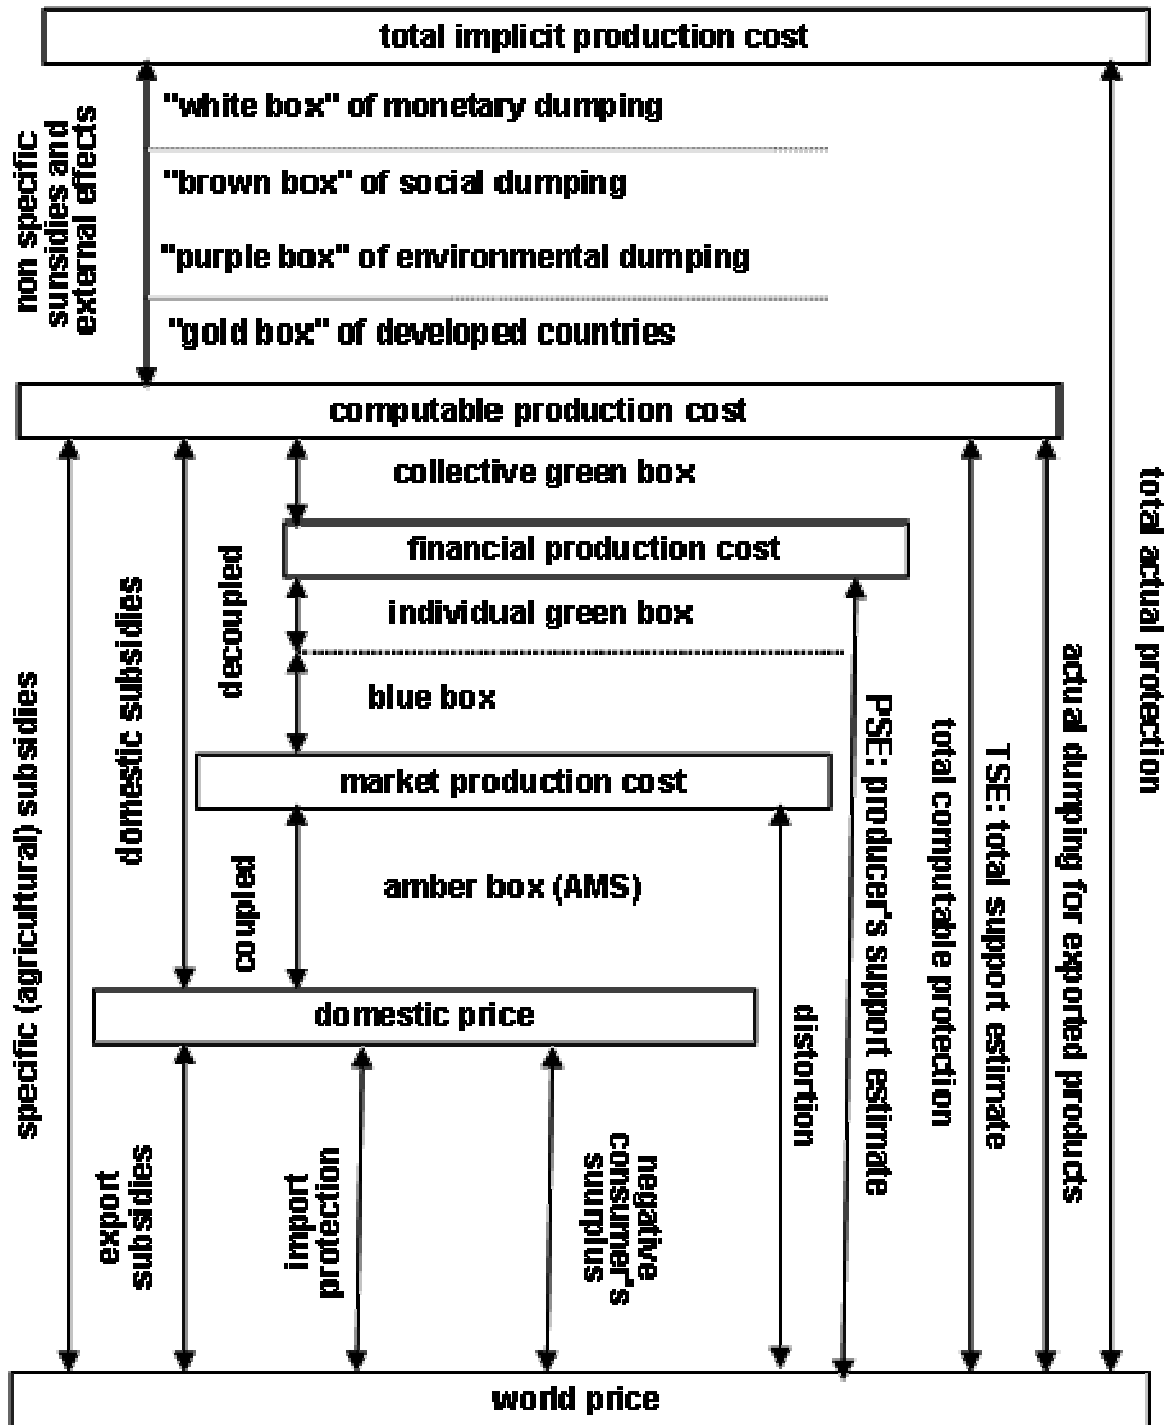 total implicit production cost
"white box" of monetary dumping
"brown box" of social dumping
"purple box" of environmental dumping
"gold box" of developed countries
non specific
sunsidies and
external effects
computable production cost
collective green box
financial production cost
individual green box
blue box
market production cost
amber box (AMS)
domestic price
specific (agricultural) subsidies
domestic subsidies
decoupled
coupled
export
subsidies
import
protection
negative
consumer's
surplus
distortion
PSE: producer's support estimate
total computable protection
TSE: total support estimate
actual dumping for exported products
total actual protection
world price